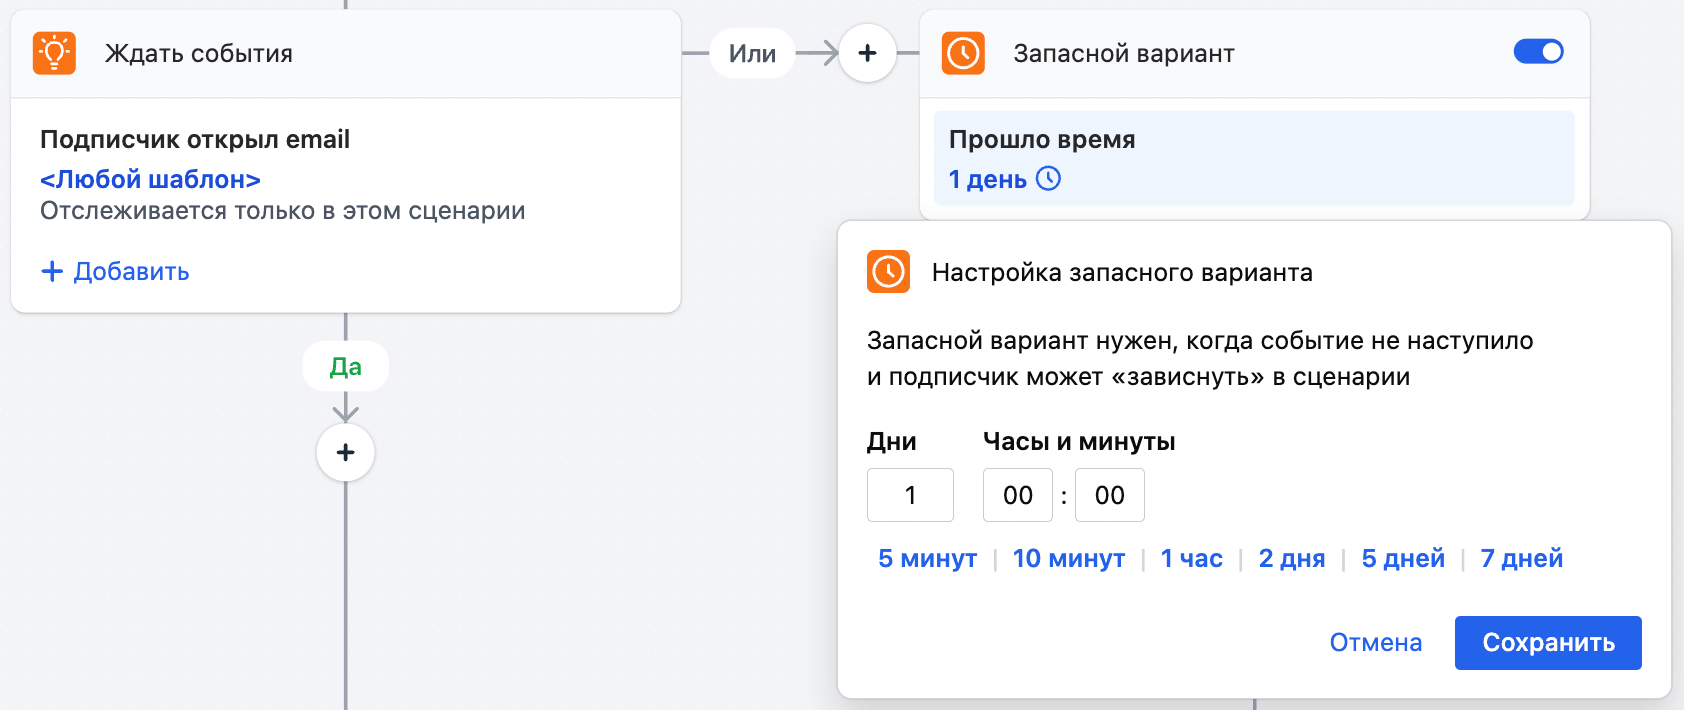 Ждать события
Или
Запасной вариант
Подписчик открыл email
<Любой шаблон>
Отслеживается только в этом сценарии
+ Добавить
Да
+
+
Прошло время
1 день
Настройка запасного варианта
Запасной вариант нужен, когда событие не наступило
и подписчик может «зависнуть» в сценарии
Дни Часы и минуты
1 00 : 00
5 минут | 10 минут | 1 час | 2 дня | 5 дней | 7 дней
Отмена Сохранить